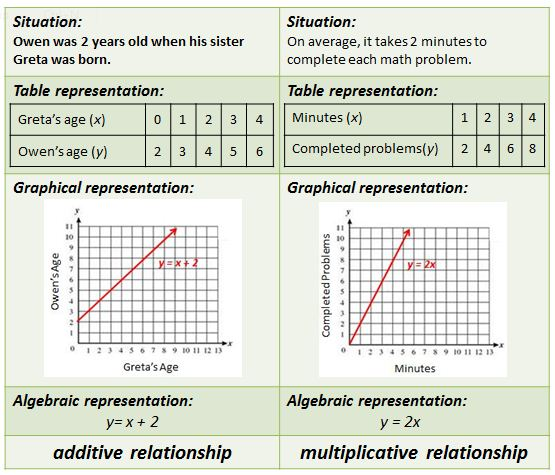 Situation:
Owen was 2 years old when his sister
Greta was born.
Table representation:
Greta's age (x) 0 1 2 3 4
Owen's age (y) 2 3 4 5 6
Graphical representation:
y
11
10
9
8
7
6
5
4
3
2
1
0 1 2 3 4 5 6 7 8 9 10 11 12 13 x
y = x + 2
Owen's Age
Greta's Age
Algebraic representation:
y= x + 2
additive relationship
Situation:
On average, it takes 2 minutes to
complete each math problem.
Table representation:
Minutes (x) 1 2 3 4
Completed problems(y) 2 4 6 8
Graphical representation:
y
11
10
9
8
7
6
5
4
3
2
1
0 1 2 3 4 5 6 7 8 9 10 11 12 13 x
y = 2x
Completed Problems
Minutes
Algebraic representation:
y = 2x
multiplicative relationship